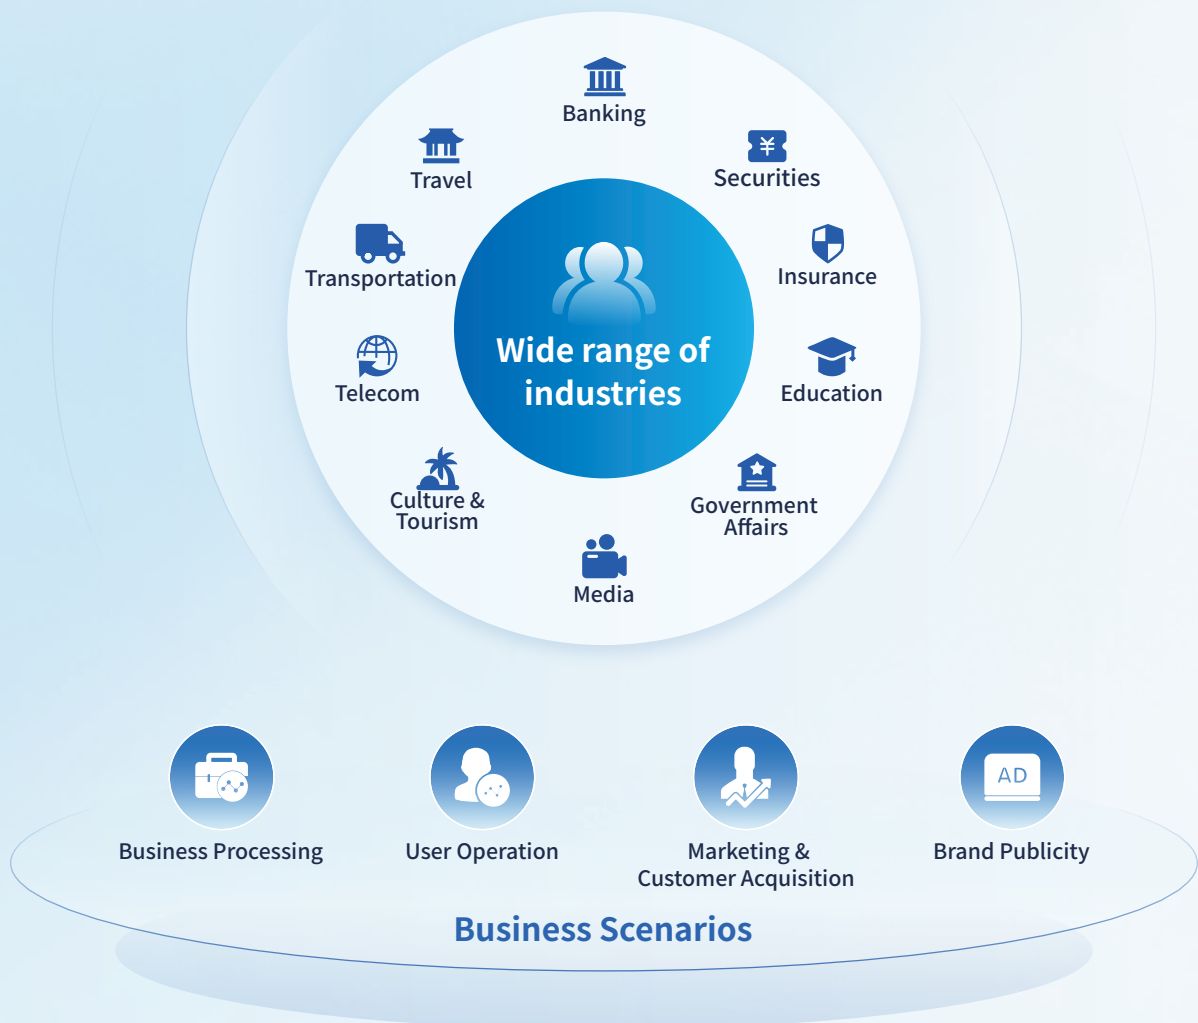 Banking
Travel
Securities
Transportation
Insurance
Wide range of
industries
Telecom
Education
Culture &
Tourism
Government
Affairs
Media
AD
Business Processing
User Operation
Marketing &
Customer Acquisition
Brand Publicity
Business Scenarios